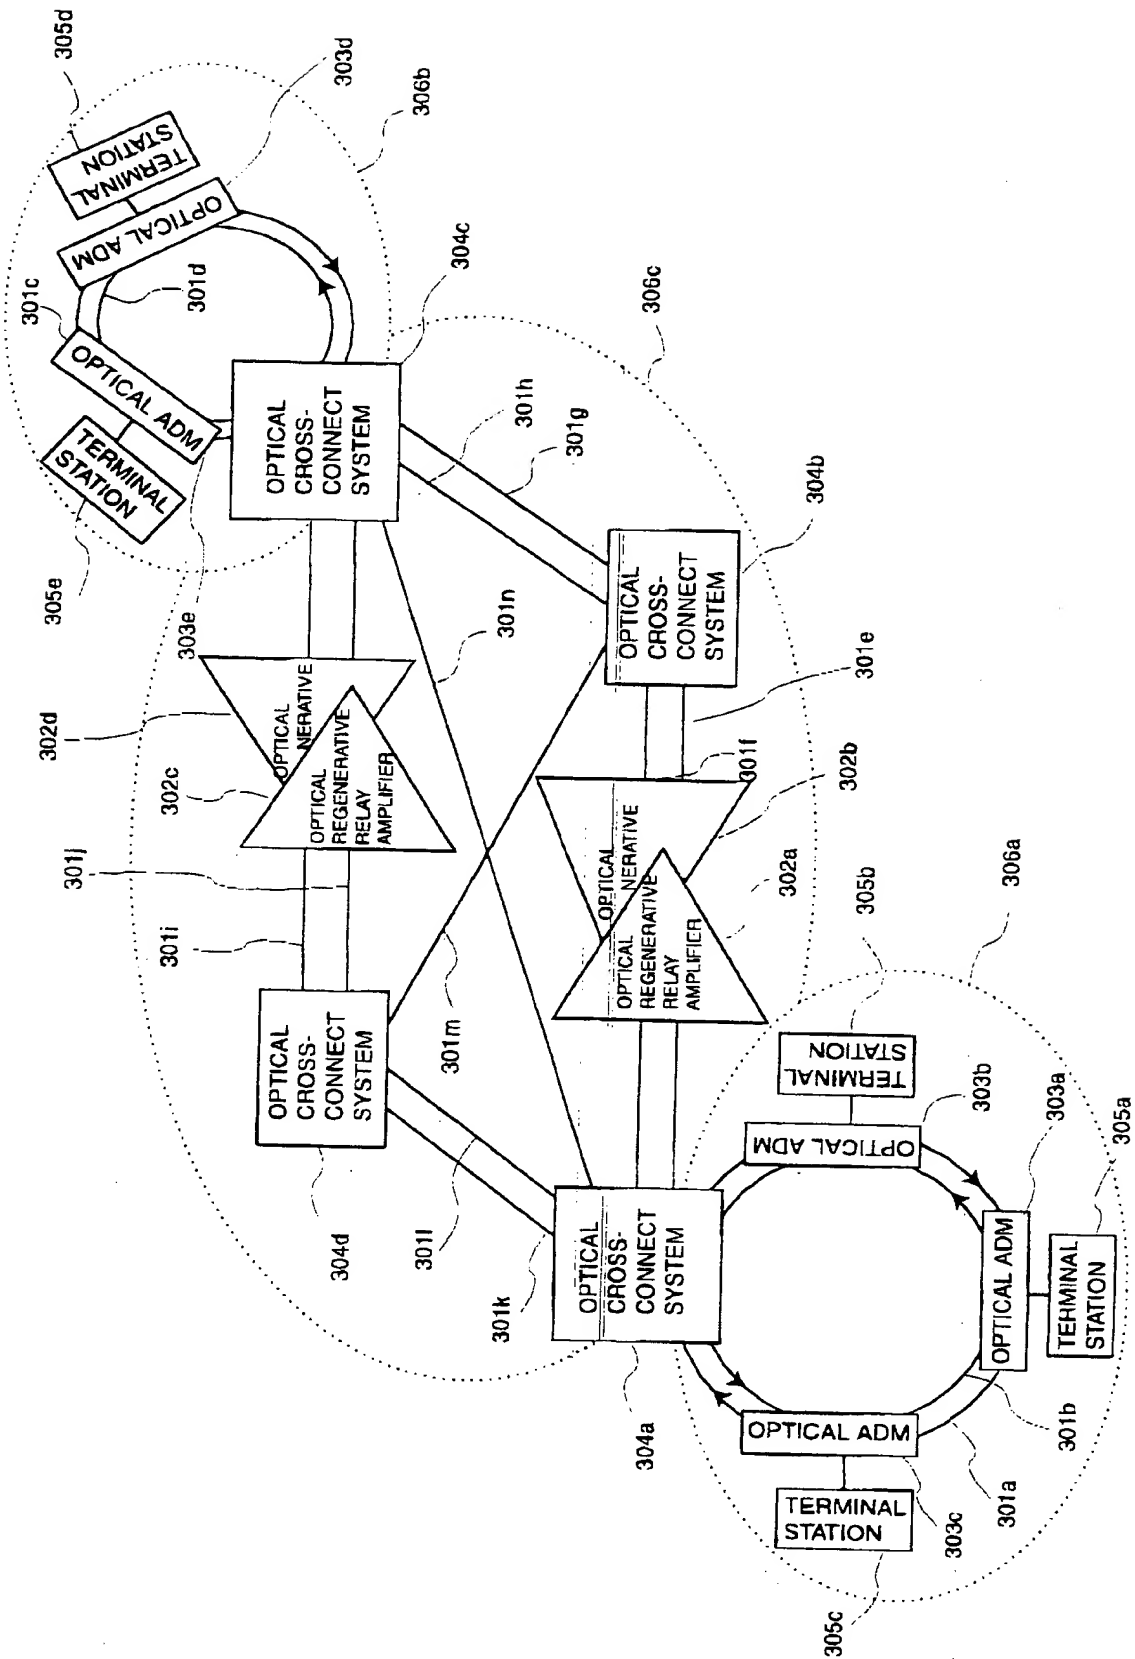 305d
303d
306b
TERMINAL
STATION
OPTICAL ADM
301c
301d
OPTICAL ADM
TERMINAL
STATION
305e
303e
304c
306c
OPTICAL
CROSS-
CONNECT
SYSTEM
301h
301g
304b
301n
OPTICAL
CROSS-
CONNECT
SYSTEM
301e
302d
OPTICAL
NERATIVE
302c
OPTICAL
REGENERATIVE
RELAY
AMPLIFIER
301f
302b
OPTICAL
NERATIVE
302a
OPTICAL
REGENERATIVE
RELAY
AMPLIFIER
301j
301i
301m
OPTICAL
CROSS-
CONNECT
SYSTEM
304d
301l
301k
OPTICAL
CROSS-
CONNECT
SYSTEM
304a
306a
305b
TERMINAL
STATION
303b
OPTICAL ADM
303a
OPTICAL ADM
305a
TERMINAL
STATION
OPTICAL ADM
TERMINAL
STATION
301b
301a
303c
305c